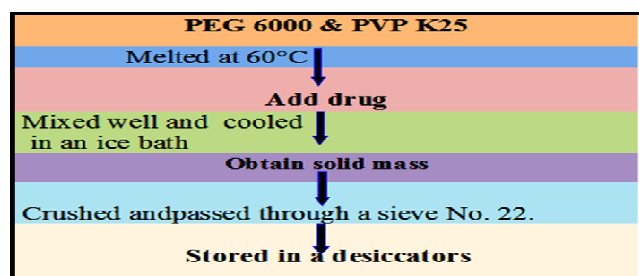 PEG 6000 & PVP K25
Melted at 60°C
Add drug
Mixed well and cooled
in an ice bath
Obtain solid mass
Crushed andpassed through a sieve No. 22.
Stored in a desiccators